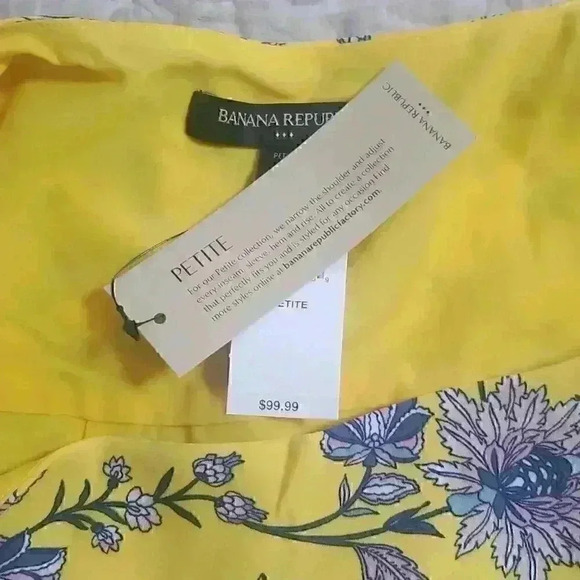 BANANA REPUB
PETITE
For our Petite collection, we narrow the shoulder and adjust
every inseam, sleeve, hem and rise. All to create a collection
that perfectly fits you and is styled for any occasion. Find
more styles online at bananarepublicfactory.com.
BANANA REPUBLIC
ETITE
$99.99